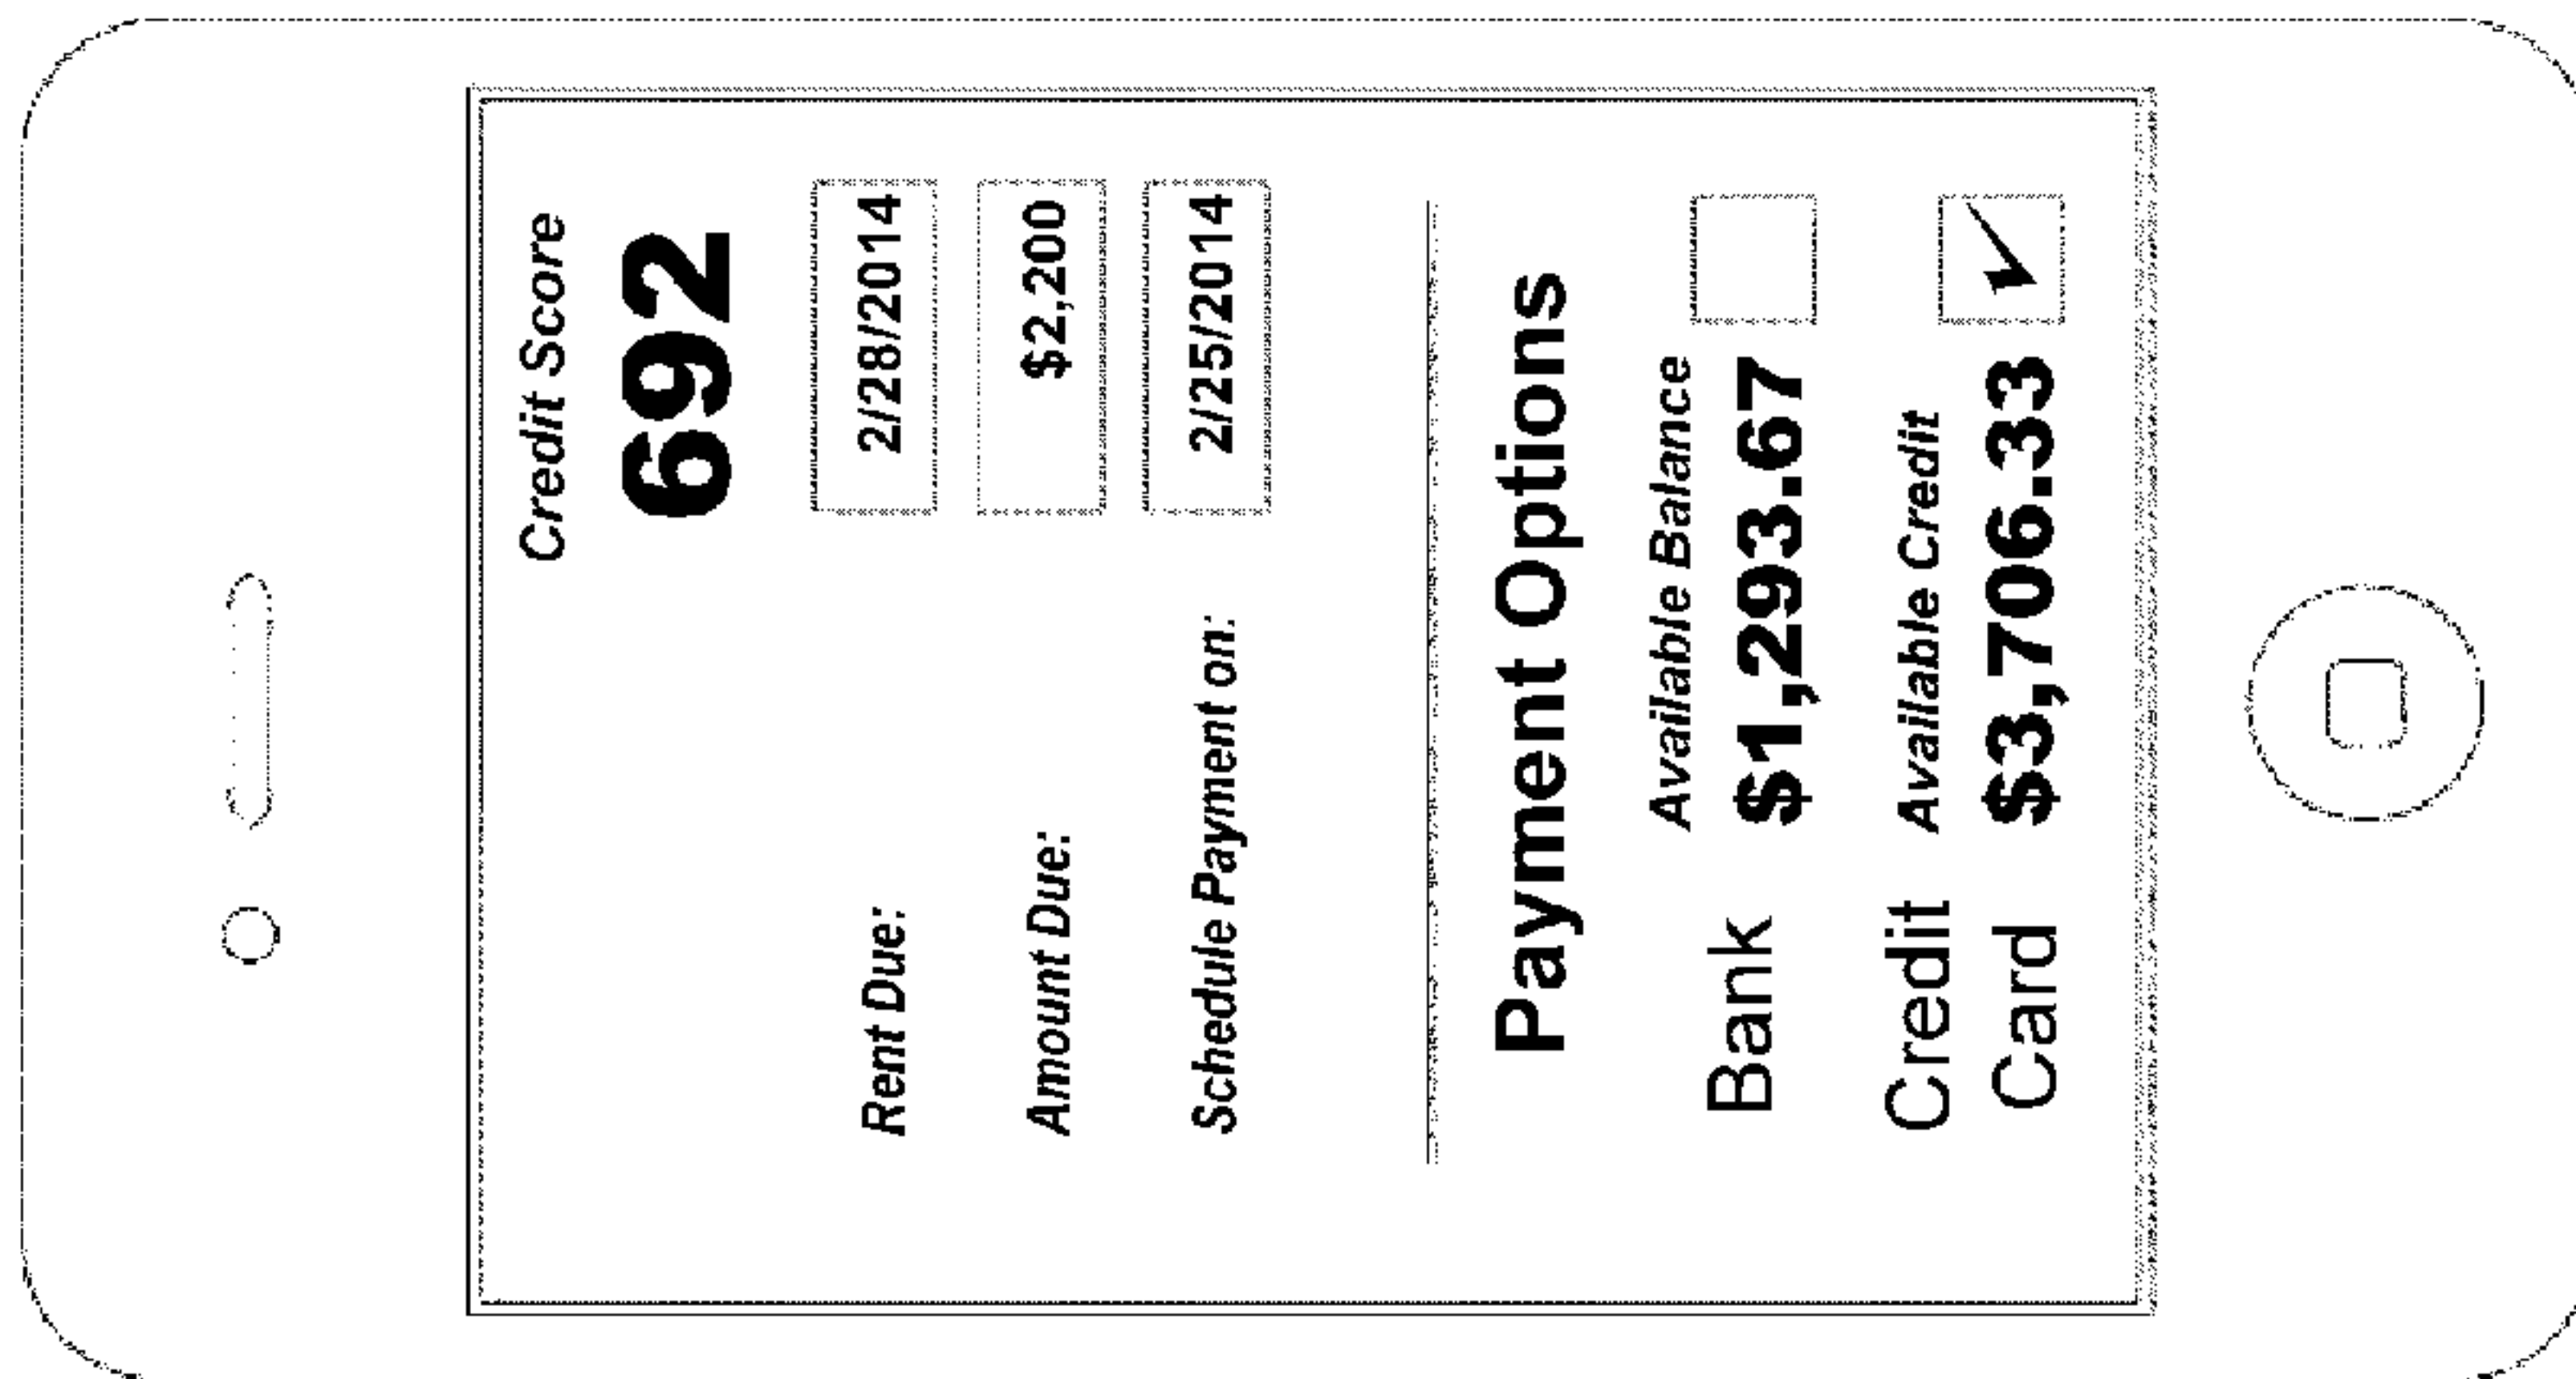 Credit Score
692
Rent Due: 2/28/2014
Amount Due: $2,200
Schedule Payment on: 2/25/2014
Payment Options
Available Balance
Bank $1,293.67
Credit Available Credit
Card $3,706.33